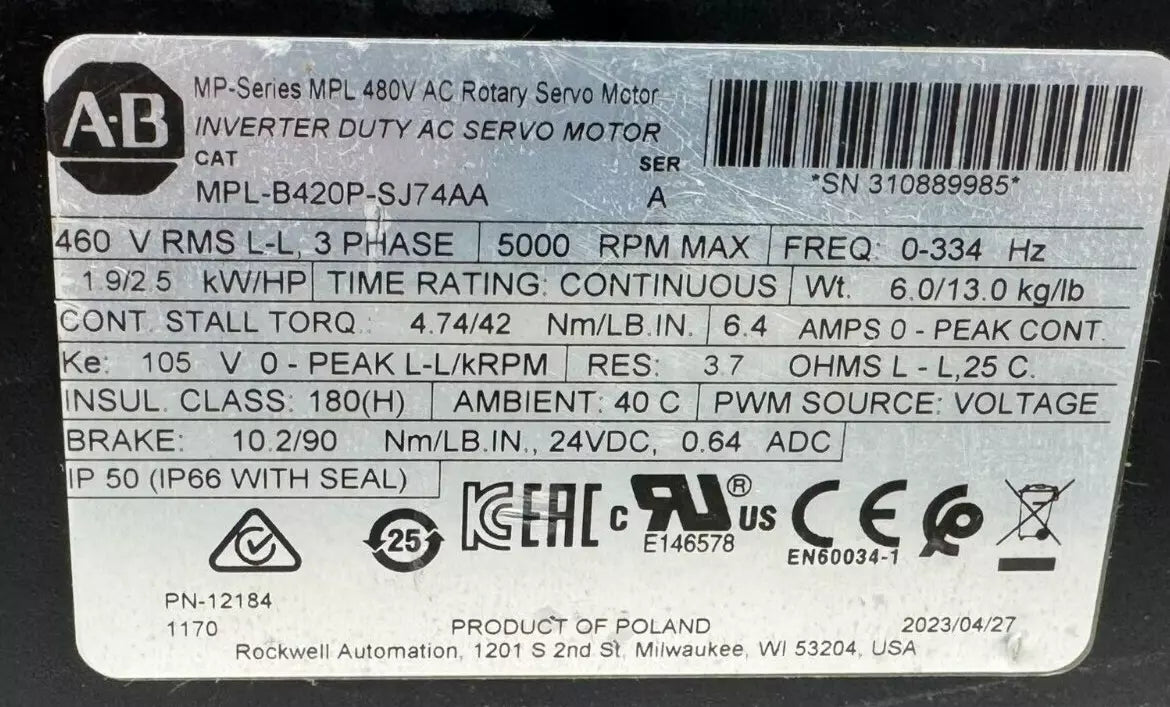 A-B
MP-Series MPL 480V AC Rotary Servo Motor
INVERTER DUTY AC SERVO MOTOR
CAT
SER
MPL-B420P-SJ74AA
A
*SN 310889985*
460 V RMS L-L, 3 PHASE 5000 RPM MAX FREQ: 0-334 Hz
1.9/2.5 kW/HP TIME RATING: CONTINUOUS Wt. 6.0/13.0 kg/lb
CONT. STALL TORQ.: 4.74/42 Nm/LB.IN. 6.4 AMPS 0 - PEAK CONT.
Ke: 105 V 0 - PEAK L-L/kRPM RES: 3.7 OHMS L - L,25 C.
INSUL. CLASS: 180(H) AMBIENT: 40 C PWM SOURCE: VOLTAGE
BRAKE: 10.2/90 Nm/LB.IN., 24VDC, 0.64 ADC
IP 50 (IP66 WITH SEAL)
25 KC EAC c RU ® US CE
E146578
EN60034-1
PN-12184
1170
PRODUCT OF POLAND
2023/04/27
Rockwell Automation, 1201 S 2nd St, Milwaukee, WI 53204, USA